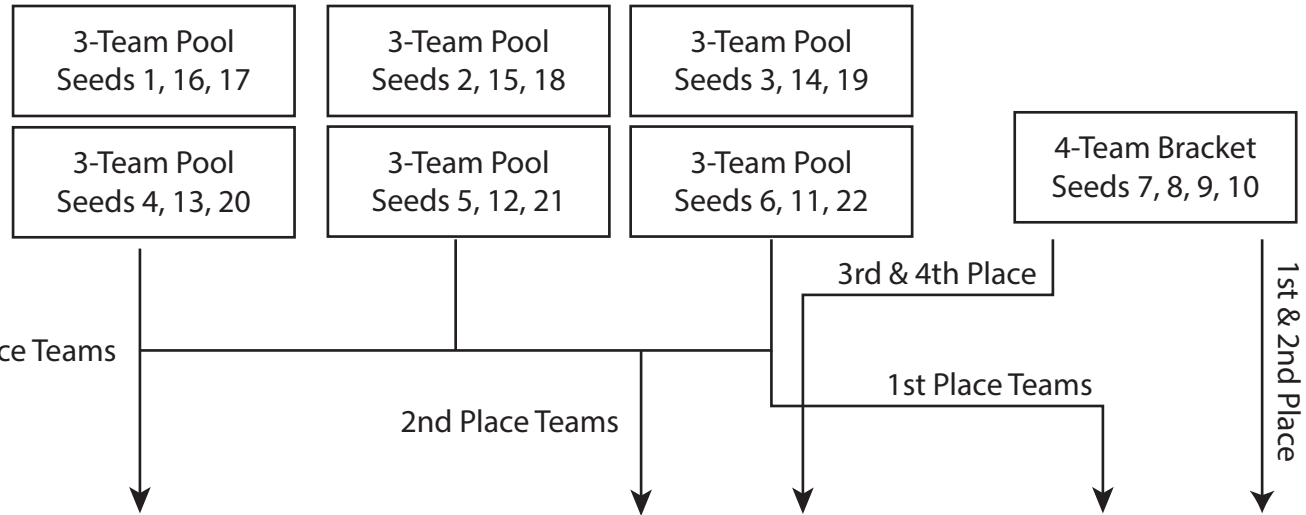 3-Team Pool
Seeds 1, 16, 17
3-Team Pool
Seeds 2, 15, 18
3-Team Pool
Seeds 3, 14, 19
3-Team Pool
Seeds 4, 13, 20
3-Team Pool
Seeds 5, 12, 21
3-Team Pool
Seeds 6, 11, 22
4-Team Bracket
Seeds 7, 8, 9, 10
3rd & 4th Place
1st & 2nd Place
Teams
1st Place Teams
2nd Place Teams